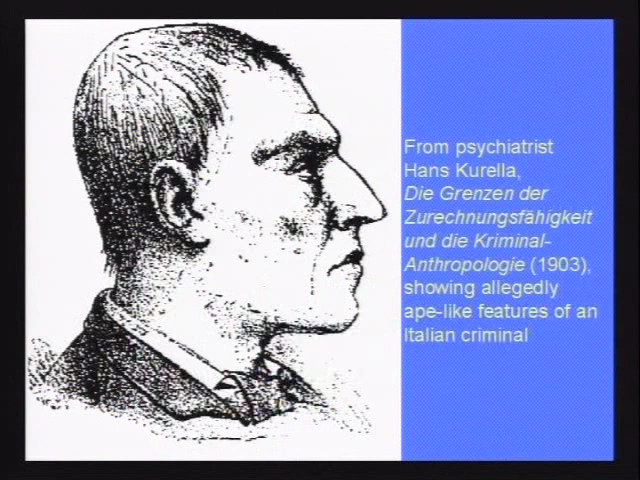 From psychiatrist
Hans Kurella,
Die Grenzen der
Zurechnungsfähigkeit
und die Kriminal-
Anthropologie (1903),
showing allegedly
ape-like features of an
Italian criminal